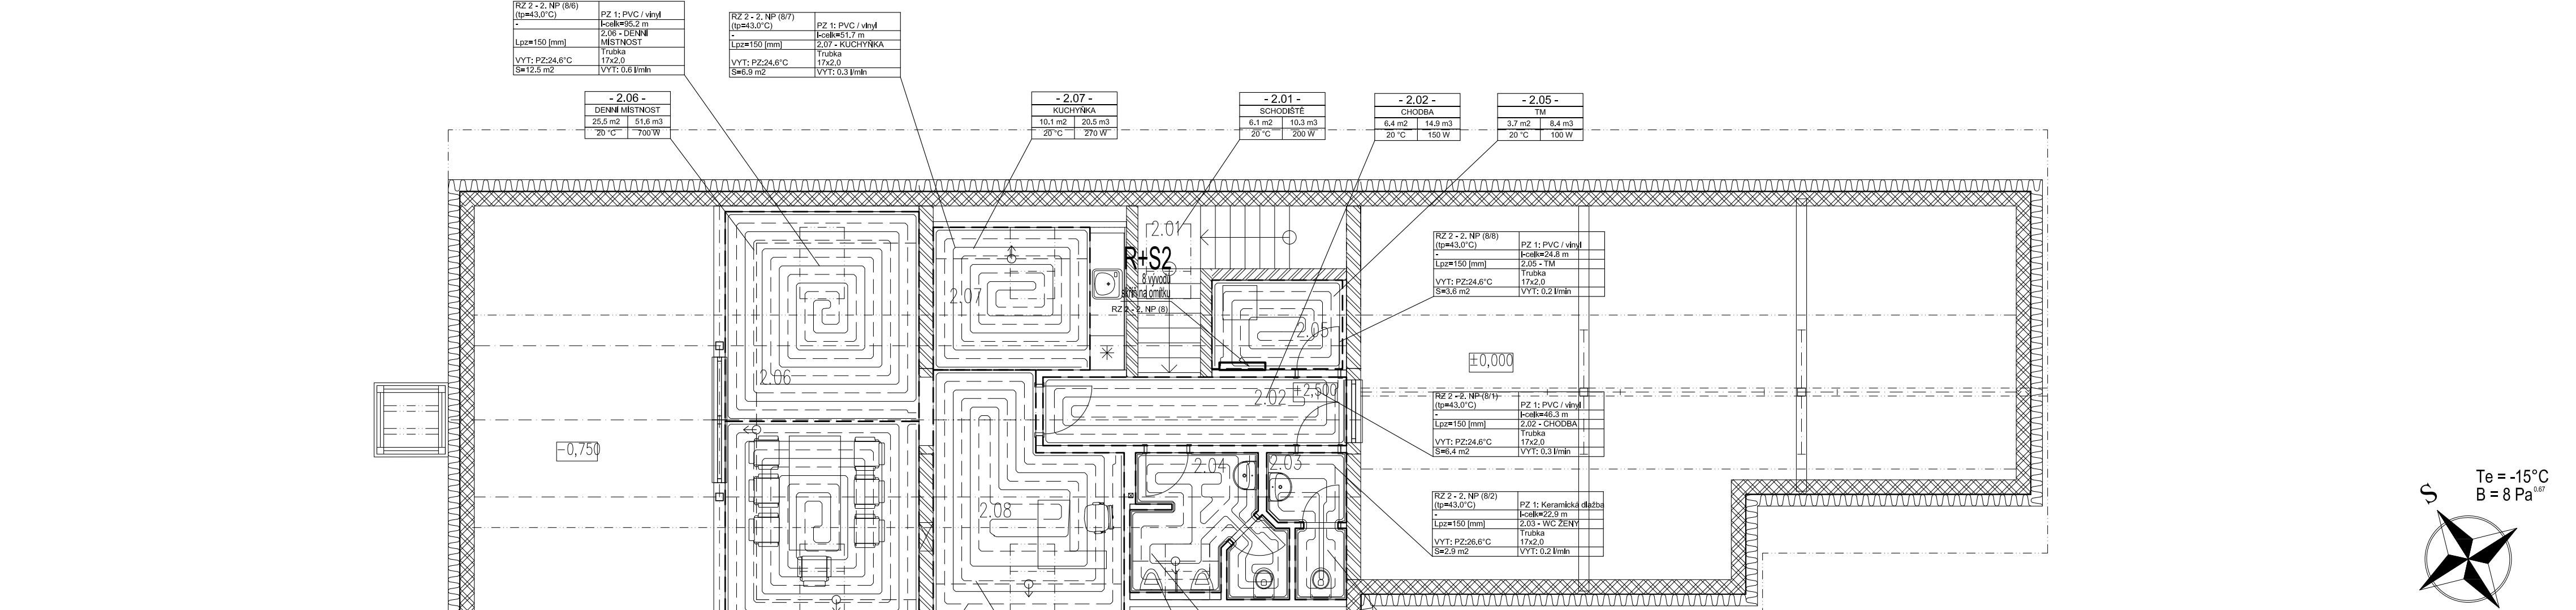 RZ 2 - 2. NP (8/6)
(tp=43,0°C) PZ 1: PVC / vinyl
- l-celk=95.2 m
Lpz=150 [mm] 2.06 - DENNÍ MÍSTNOST
VYT: PZ:24,6°C Trubka 17x2,0
S=12.5 m2 VYT: 0.6 l/min
RZ 2 - 2. NP (8/7)
(tp=43.0°C) PZ 1: PVC / vinyl
- l-celk=51.7 m
Lpz=150 [mm] 2.07 - KUCHYŇKA
VYT: PZ:24,6°C Trubka 17x2,0
S=6.9 m2 VYT: 0.3 l/min
- 2.06 -
DENNÍ MÍSTNOST
25,5 m2 51,6 m3
20 °C 700 W
- 2.07 -
KUCHYŇKA
10.1 m2 20.5 m3
20 °C 270 W
- 2.01 -
SCHODIŠTĚ
6.1 m2 10.3 m3
20 °C 200 W
- 2.02 -
CHODBA
6.4 m2 14.9 m3
20 °C 150 W
- 2.05 -
TM
3.7 m2 8.4 m3
20 °C 100 W
2.01
R+S2
8 vývodů
skříň na omítku
RZ 2 - 2. NP (8)
2.07
2.05
2.06
2.02
+2,500
RZ 2 - 2. NP (8/8)
(tp=43.0°C) PZ 1: PVC / vinyl
- l-celk=24.8 m
Lpz=150 [mm] 2.05 - TM
VYT: PZ:24,6°C Trubka 17x2,0
S=3.6 m2 VYT: 0.2 l/min
±0,000
RZ 2 - 2. NP (8/1)
(tp=43.0°C) PZ 1: PVC / vinyl
- l-celk=46.3 m
Lpz=150 [mm] 2.02 - CHODBA
VYT: PZ:24,6°C Trubka 17x2,0
S=6,4 m2 VYT: 0.3 l/min
-0,750
2.04
2.03
2.08
RZ 2 - 2. NP (8/2)
(tp=43.0°C) PZ 1: Keramická dlažba
- l-celk=22.9 m
Lpz=150 [mm] 2.03 - WC ŽENY
VYT: PZ:26,6°C Trubka 17x2,0
S=2.9 m2 VYT: 0.2 l/min
S
Te = -15°C
B = 8 Pa0.67